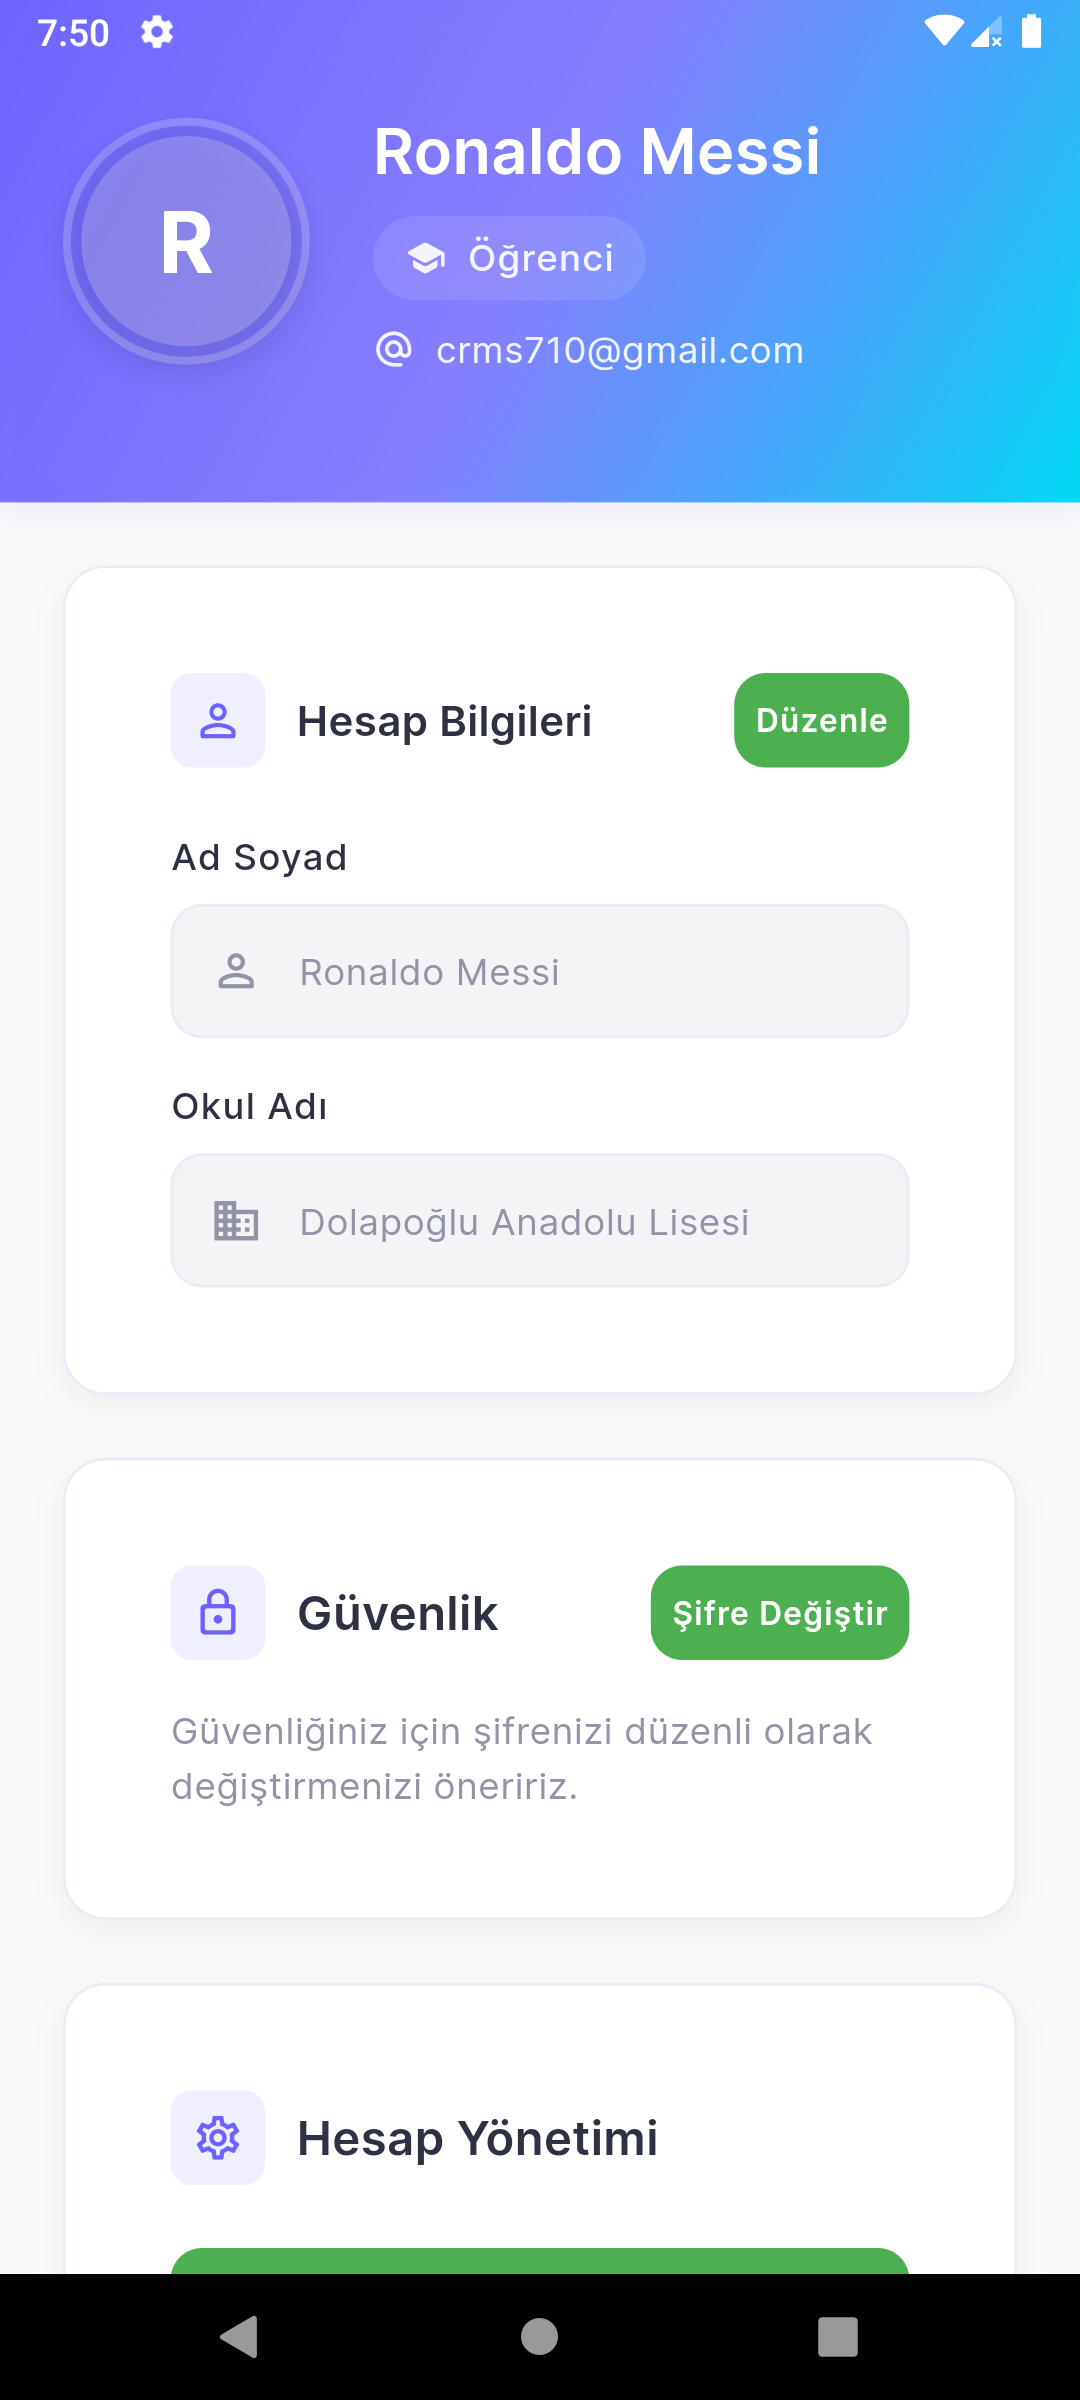 7:50
R
Ronaldo Messi
Öğrenci
crms710@gmail.com
Hesap Bilgileri
Düzenle
Ad Soyad
Ronaldo Messi
Okul Adı
Dolapoğlu Anadolu Lisesi
Güvenlik
Şifre Değiştir
Güvenliğiniz için şifrenizi düzenli olarak
değiştirmenizi öneririz.
Hesap Yönetimi